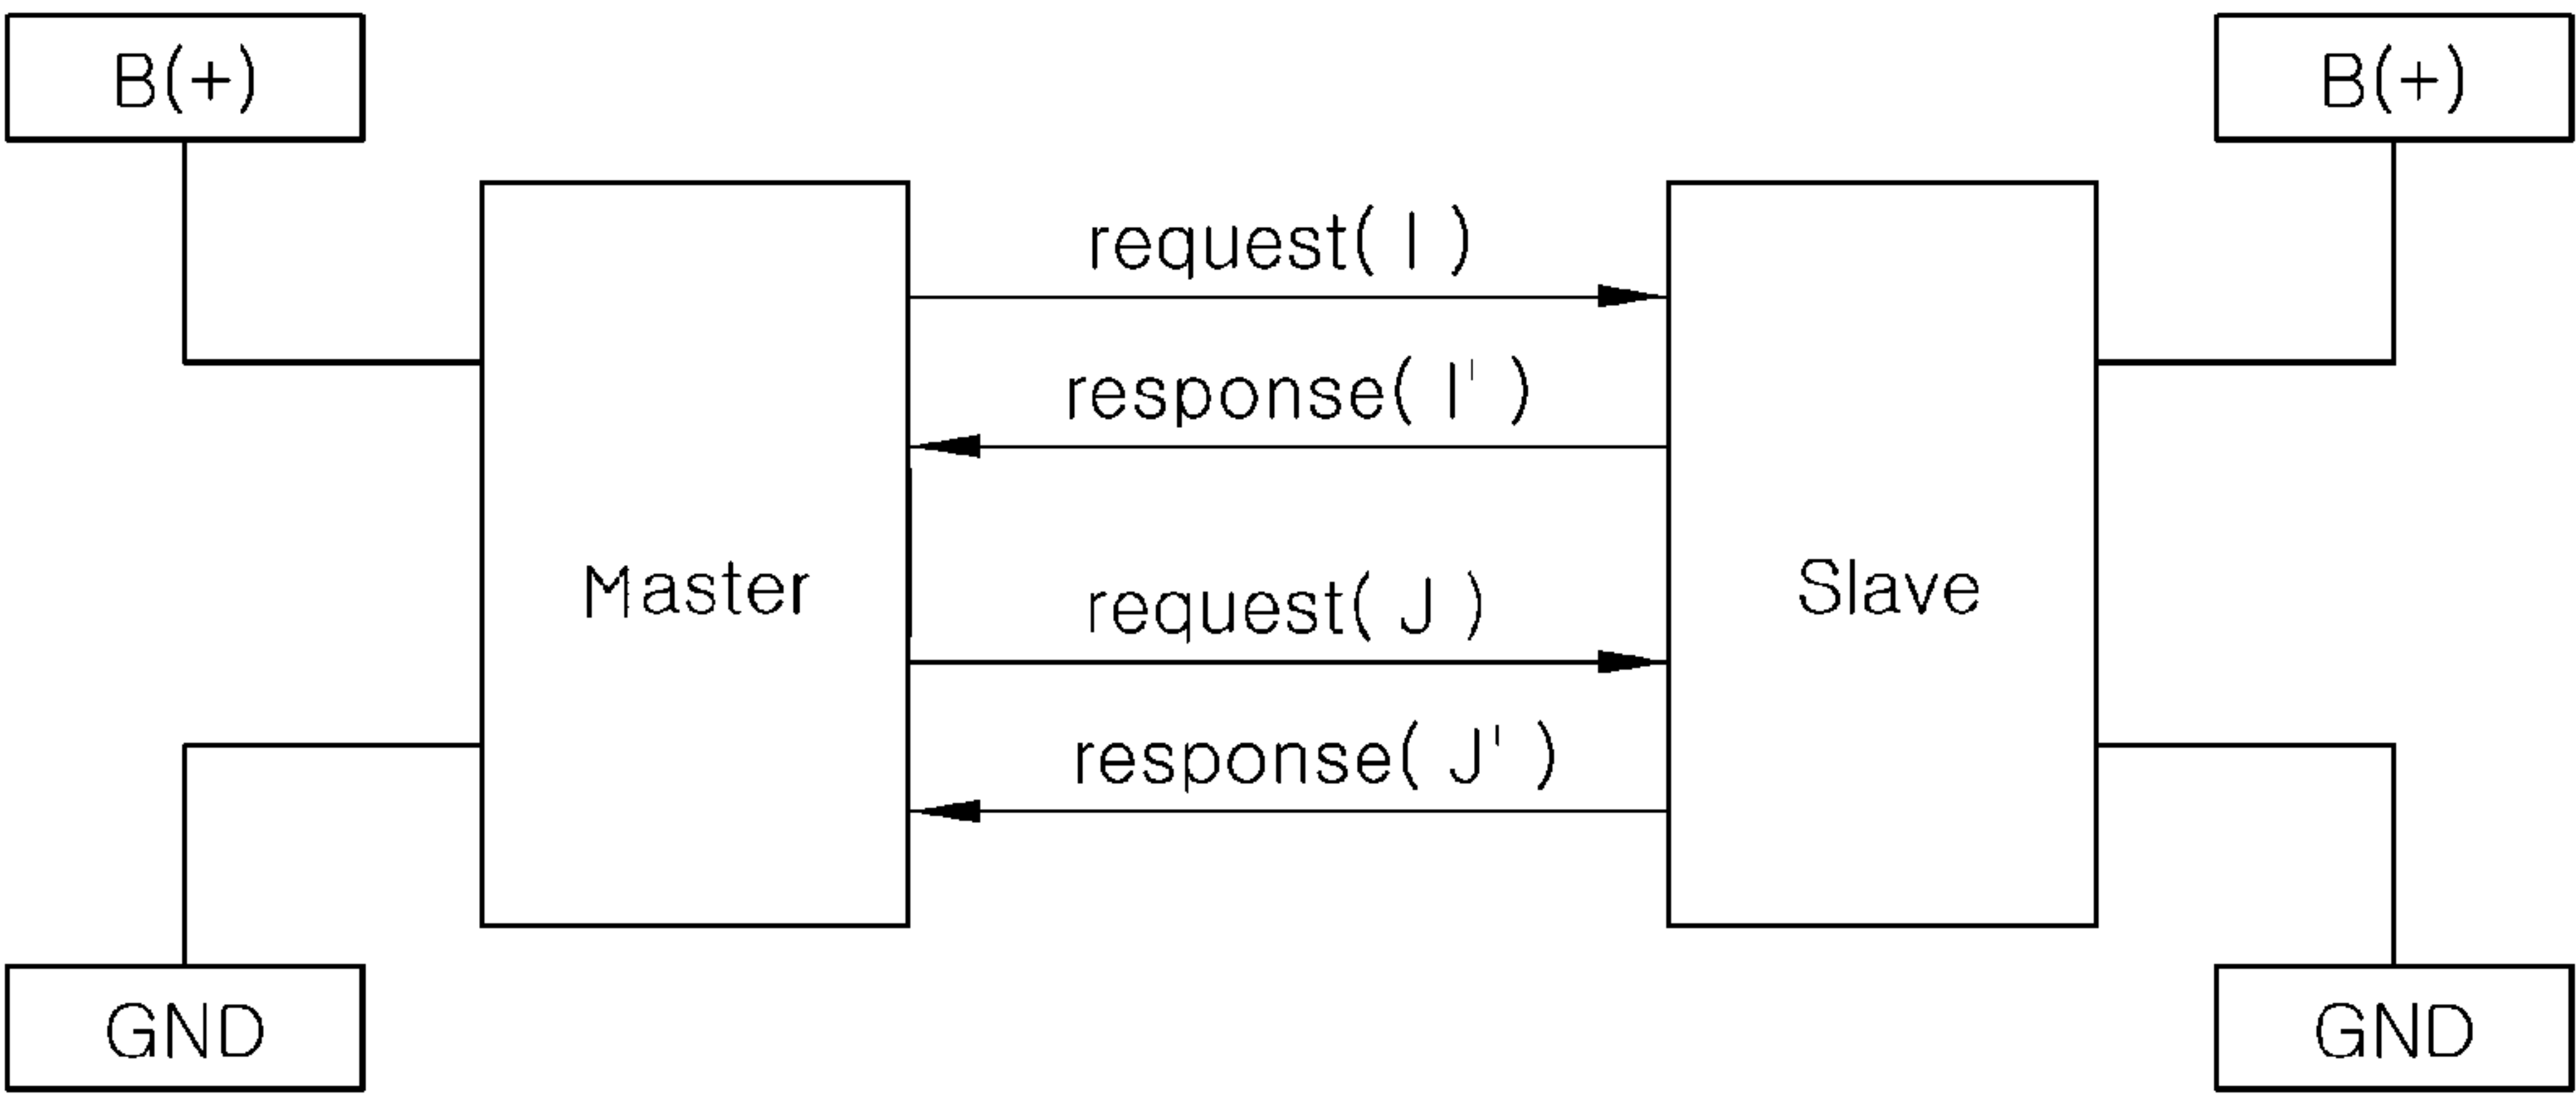 B(+)
B(+)
request( I )
response( I' )
Master
request( J )
Slave
response( J' )
GND
GND